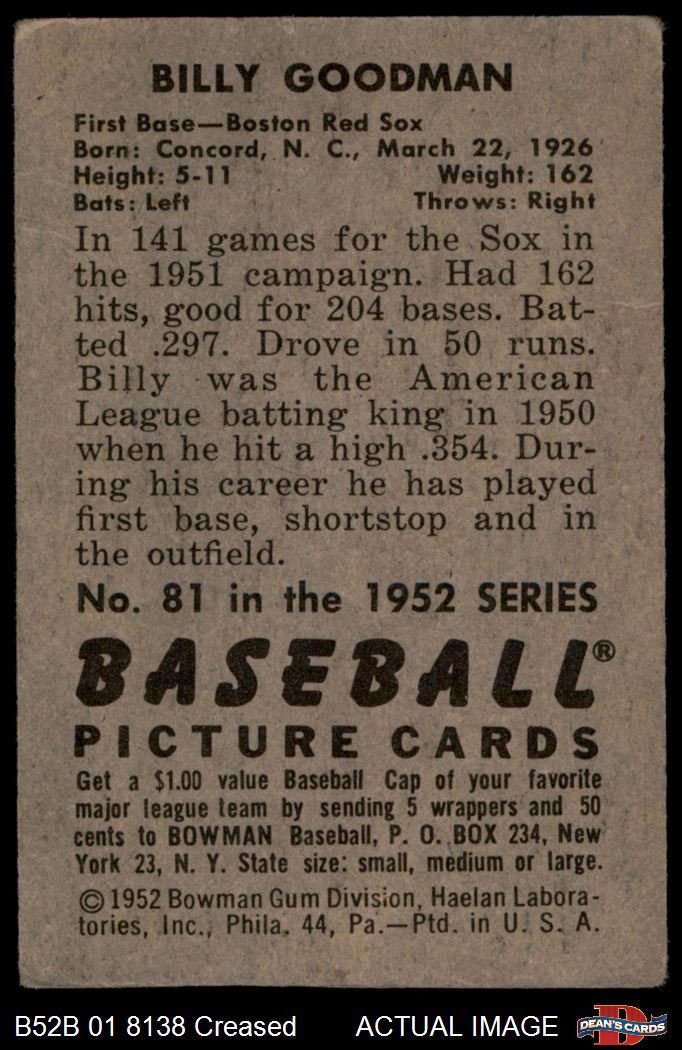 BILLY GOODMAN
First Base—Boston Red Sox
Born: Concord, N. C., March 22, 1926
Height: 5-11 Weight: 162
Bats: Left Throws: Right
In 141 games for the Sox in
the 1951 campaign. Had 162
hits, good for 204 bases. Bat-
ted .297. Drove in 50 runs.
Billy was the American
League batting king in 1950
when he hit a high .354. Dur-
ing his career he has played
first base, shortstop and in
the outfield.
No. 81 in the 1952 SERIES
BASEBALL®
PICTURE CARDS
Get a $1.00 value Baseball Cap of your favorite
major league team by sending 5 wrappers and 50
cents to BOWMAN Baseball, P. O. BOX 234, New
York 23, N. Y. State size: small, medium or large.
©1952 Bowman Gum Division, Haelan Labora-
tories, Inc., Phila. 44, Pa.—Ptd. in U. S. A.
B52B 01 8138 Creased ACTUAL IMAGE
D
DEAN'S CARDS